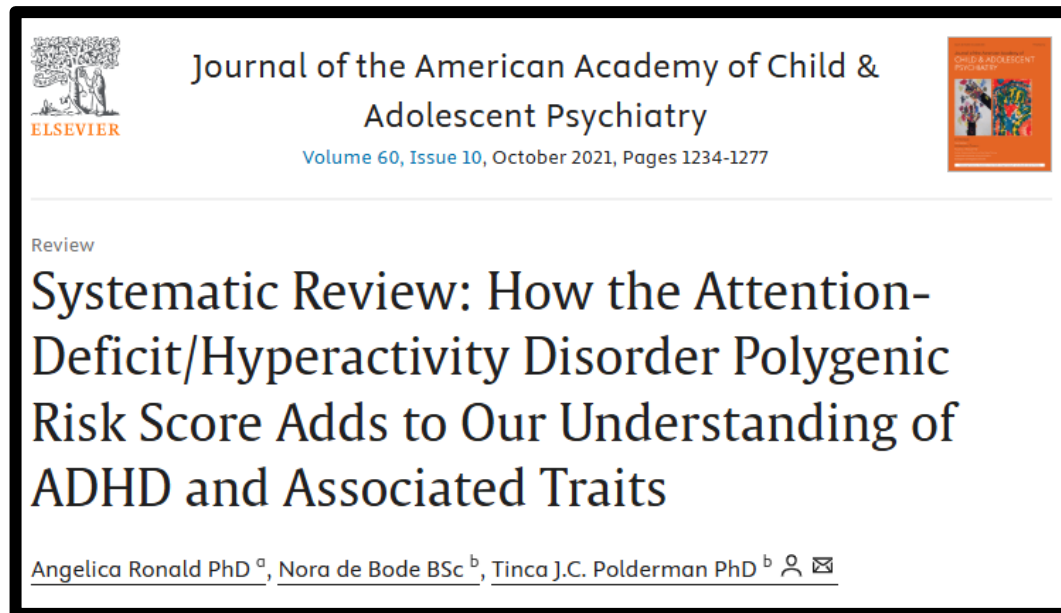 Journal of the American Academy of Child &
Adolescent Psychiatry
Volume 60, Issue 10, October 2021, Pages 1234-1277
ELSEVIER
CHILD & ADOLESCENT
PSYCHIATRY
Review
Systematic Review: How the Attention-
Deficit/Hyperactivity Disorder Polygenic
Risk Score Adds to Our Understanding of
ADHD and Associated Traits
Angelica Ronald PhD a, Nora de Bode BSc b, Tinca J.C. Polderman PhD b